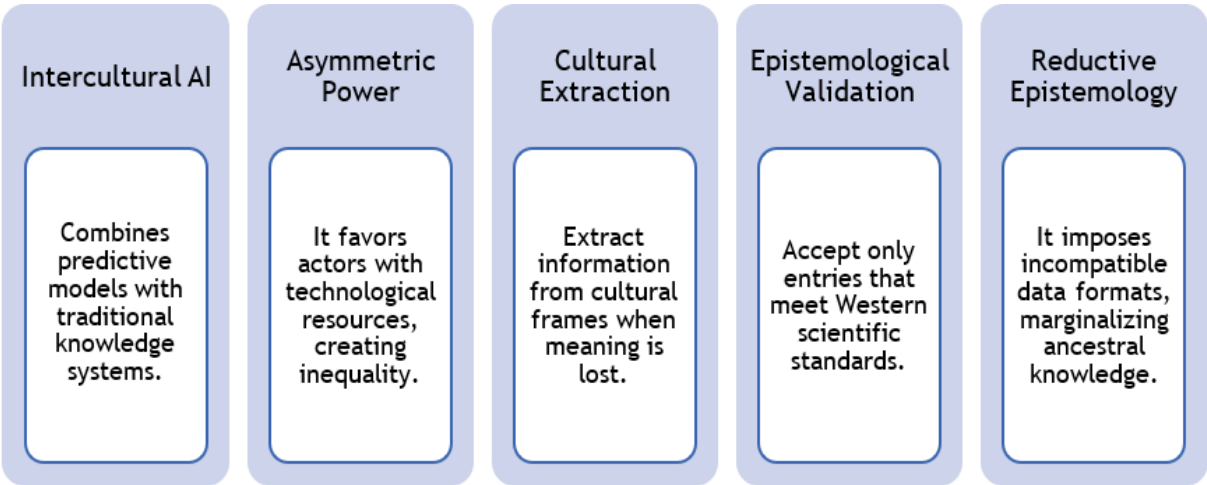 Intercultural AI
Combines
predictive
models with
traditional
knowledge
systems.
Asymmetric
Power
It favors
actors with
technological
resources,
creating
inequality.
Cultural
Extraction
Extract
information
from cultural
frames when
meaning is
lost.
Epistemological
Validation
Accept only
entries that
meet Western
scientific
standards.
Reductive
Epistemology
It imposes
incompatible
data formats,
marginalizing
ancestral
knowledge.